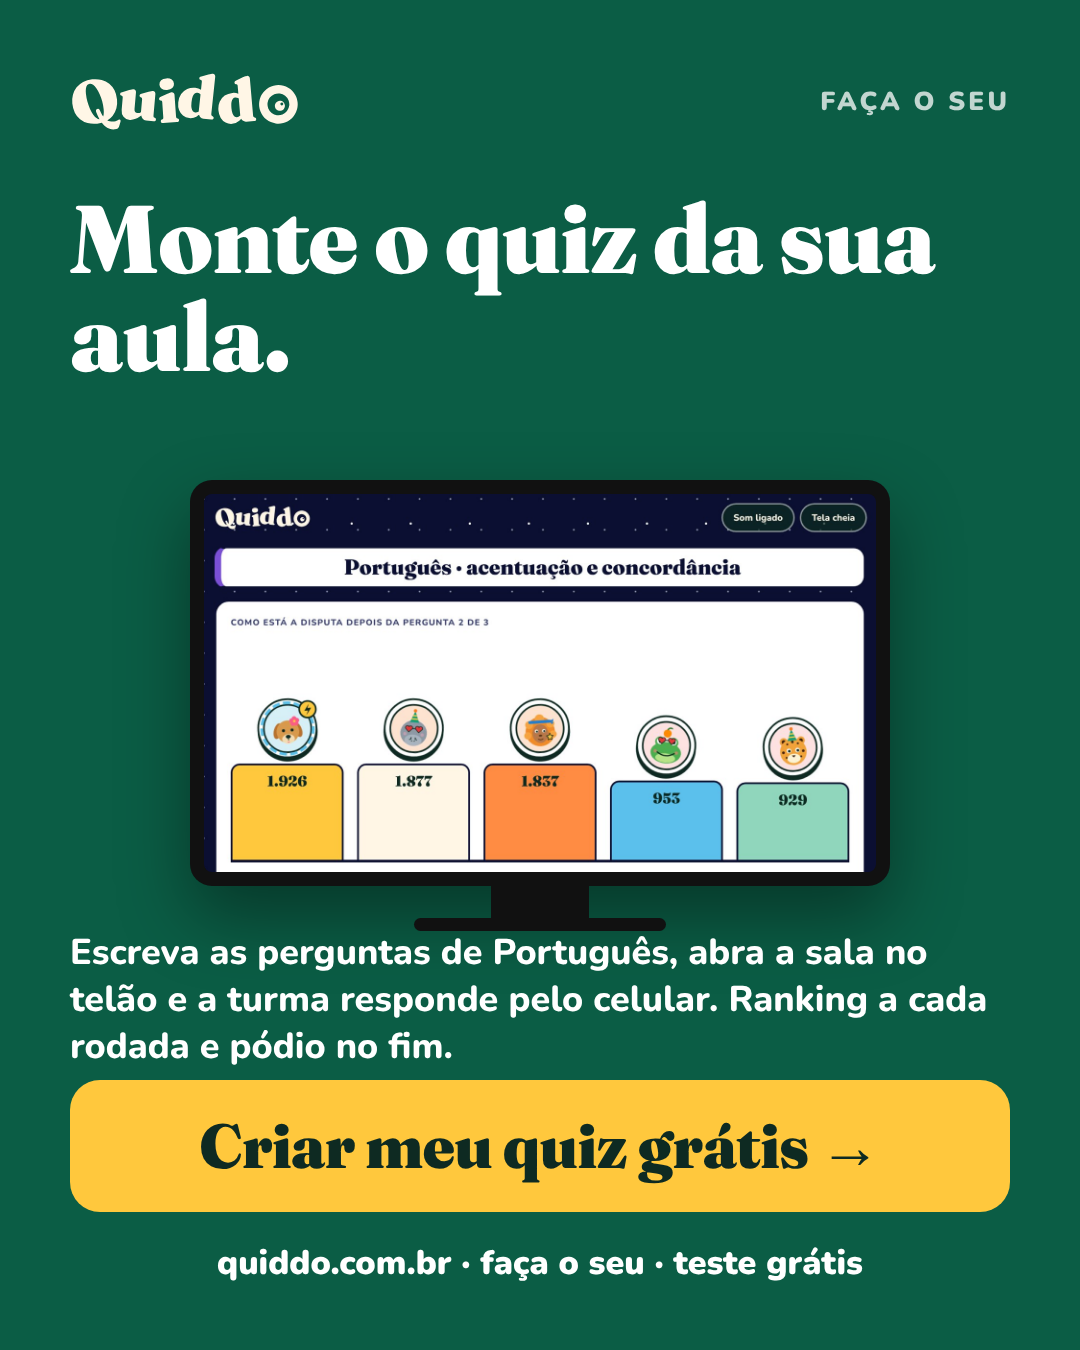 Quiddo
FAÇA O SEU
Monte o quiz da sua
aula.
Quiddo
Som ligado
Tela cheia
Português · acentuação e concordância
COMO ESTÁ A DISPUTA DEPOIS DA PERGUNTA 2 DE 3
1.926
1.877
1.837
953
929
Escreva as perguntas de Português, abra a sala no
telão e a turma responde pelo celular. Ranking a cada
rodada e pódio no fim.
Criar meu quiz grátis →
quiddo.com.br · faça o seu · teste grátis